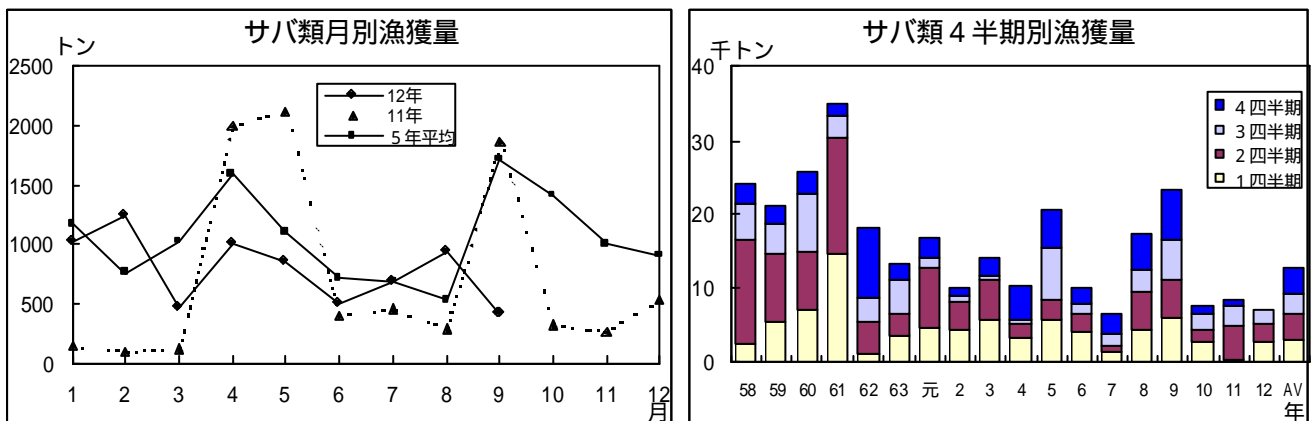 サバ類月別漁獲量
トン
2500
2000
1500
1000
500
0
12年
11年
５年平均
1 2 3 4 5 6 7 8 9 10 11 12
月
サバ類４半期別漁獲量
千トン
40
30
20
10
0
４四半期
３四半期
２四半期
１四半期
58 59 60 61 62 63 元 2 3 4 5 6 7 8 9 10 11 12 AV
年